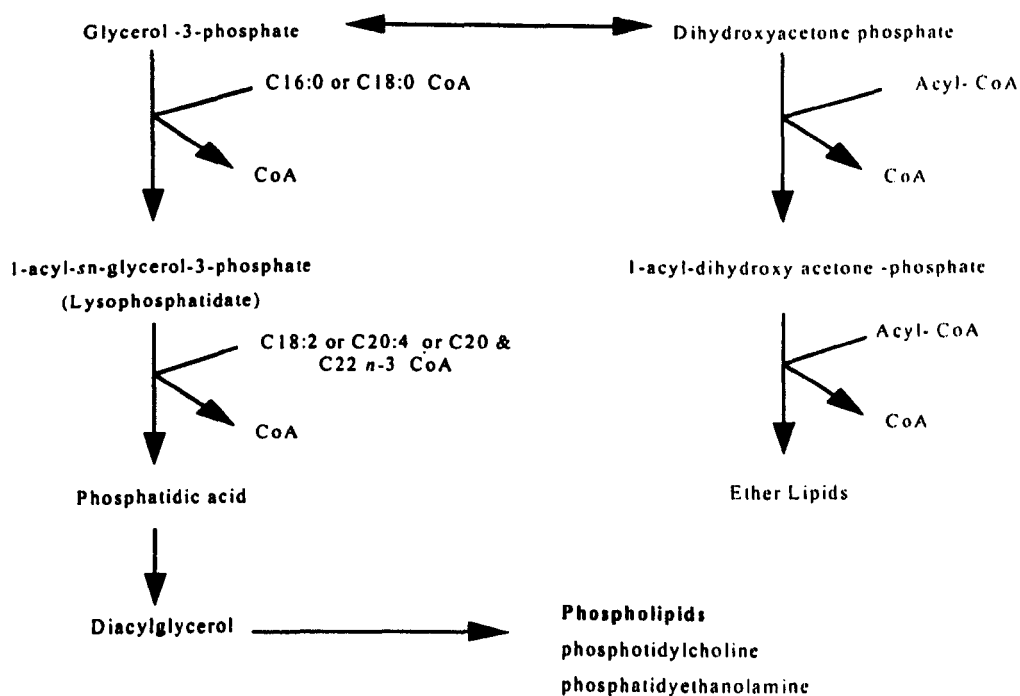 Glycerol -3-phosphate
Dihydroxyacetone phosphate
C16:0 or C18:0 CoA
Acyl- CoA
CoA
CoA
1-acyl-sn-glycerol-3-phosphate
(Lysophosphatidate)
1-acyl-dihydroxy acetone -phosphate
C18:2 or C20:4 or C20 &
C22 n-3 CoA
Acyl- CoA
CoA
CoA
Phosphatidic acid
Ether Lipids
Diacylglycerol
Phospholipids
phosphotidylcholine
phosphatidyethanolamine